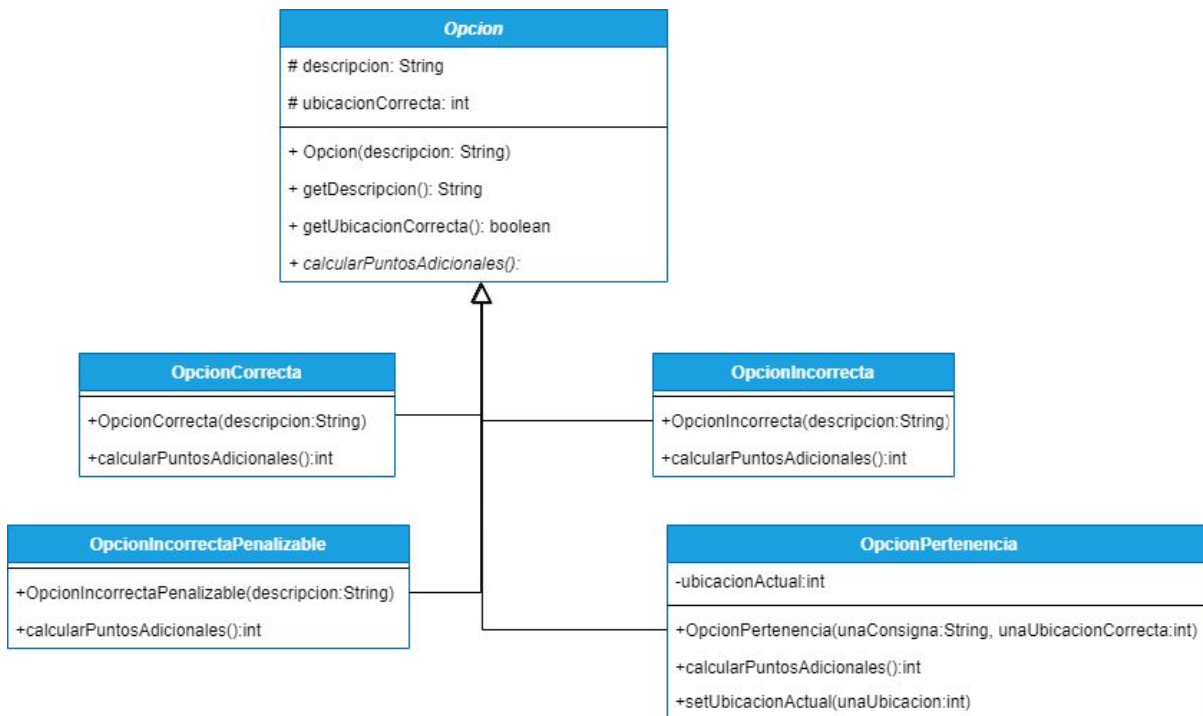 Opcion
# descripcion: String
# ubicacionCorrecta: int
+ Opcion(descripcion: String)
+ getDescripcion(): String
+ getUbicacionCorrecta(): boolean
+ calcularPuntosAdicionales():
OpcionCorrecta
+OpcionCorrecta(descripcion:String)
+calcularPuntosAdicionales():int
OpcionIncorrecta
+OpcionIncorrecta(descripcion:String)
+calcularPuntosAdicionales():int
OpcionIncorrectaPenalizable
+OpcionIncorrectaPenalizable(descripcion:String)
+calcularPuntosAdicionales():int
OpcionPertenencia
-ubicacionActual:int
+OpcionPertenencia(unaConsigna:String, unaUbicacionCorrecta:int)
+calcularPuntosAdicionales():int
+setUbicacionActual(unaUbicacion:int)